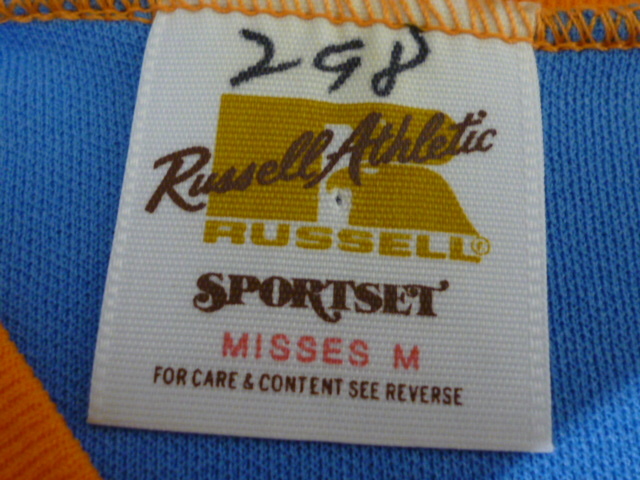 298
Russell Athletic
RUSSELL®
SPORTSET
MISSES M
FOR CARE & CONTENT SEE REVERSE